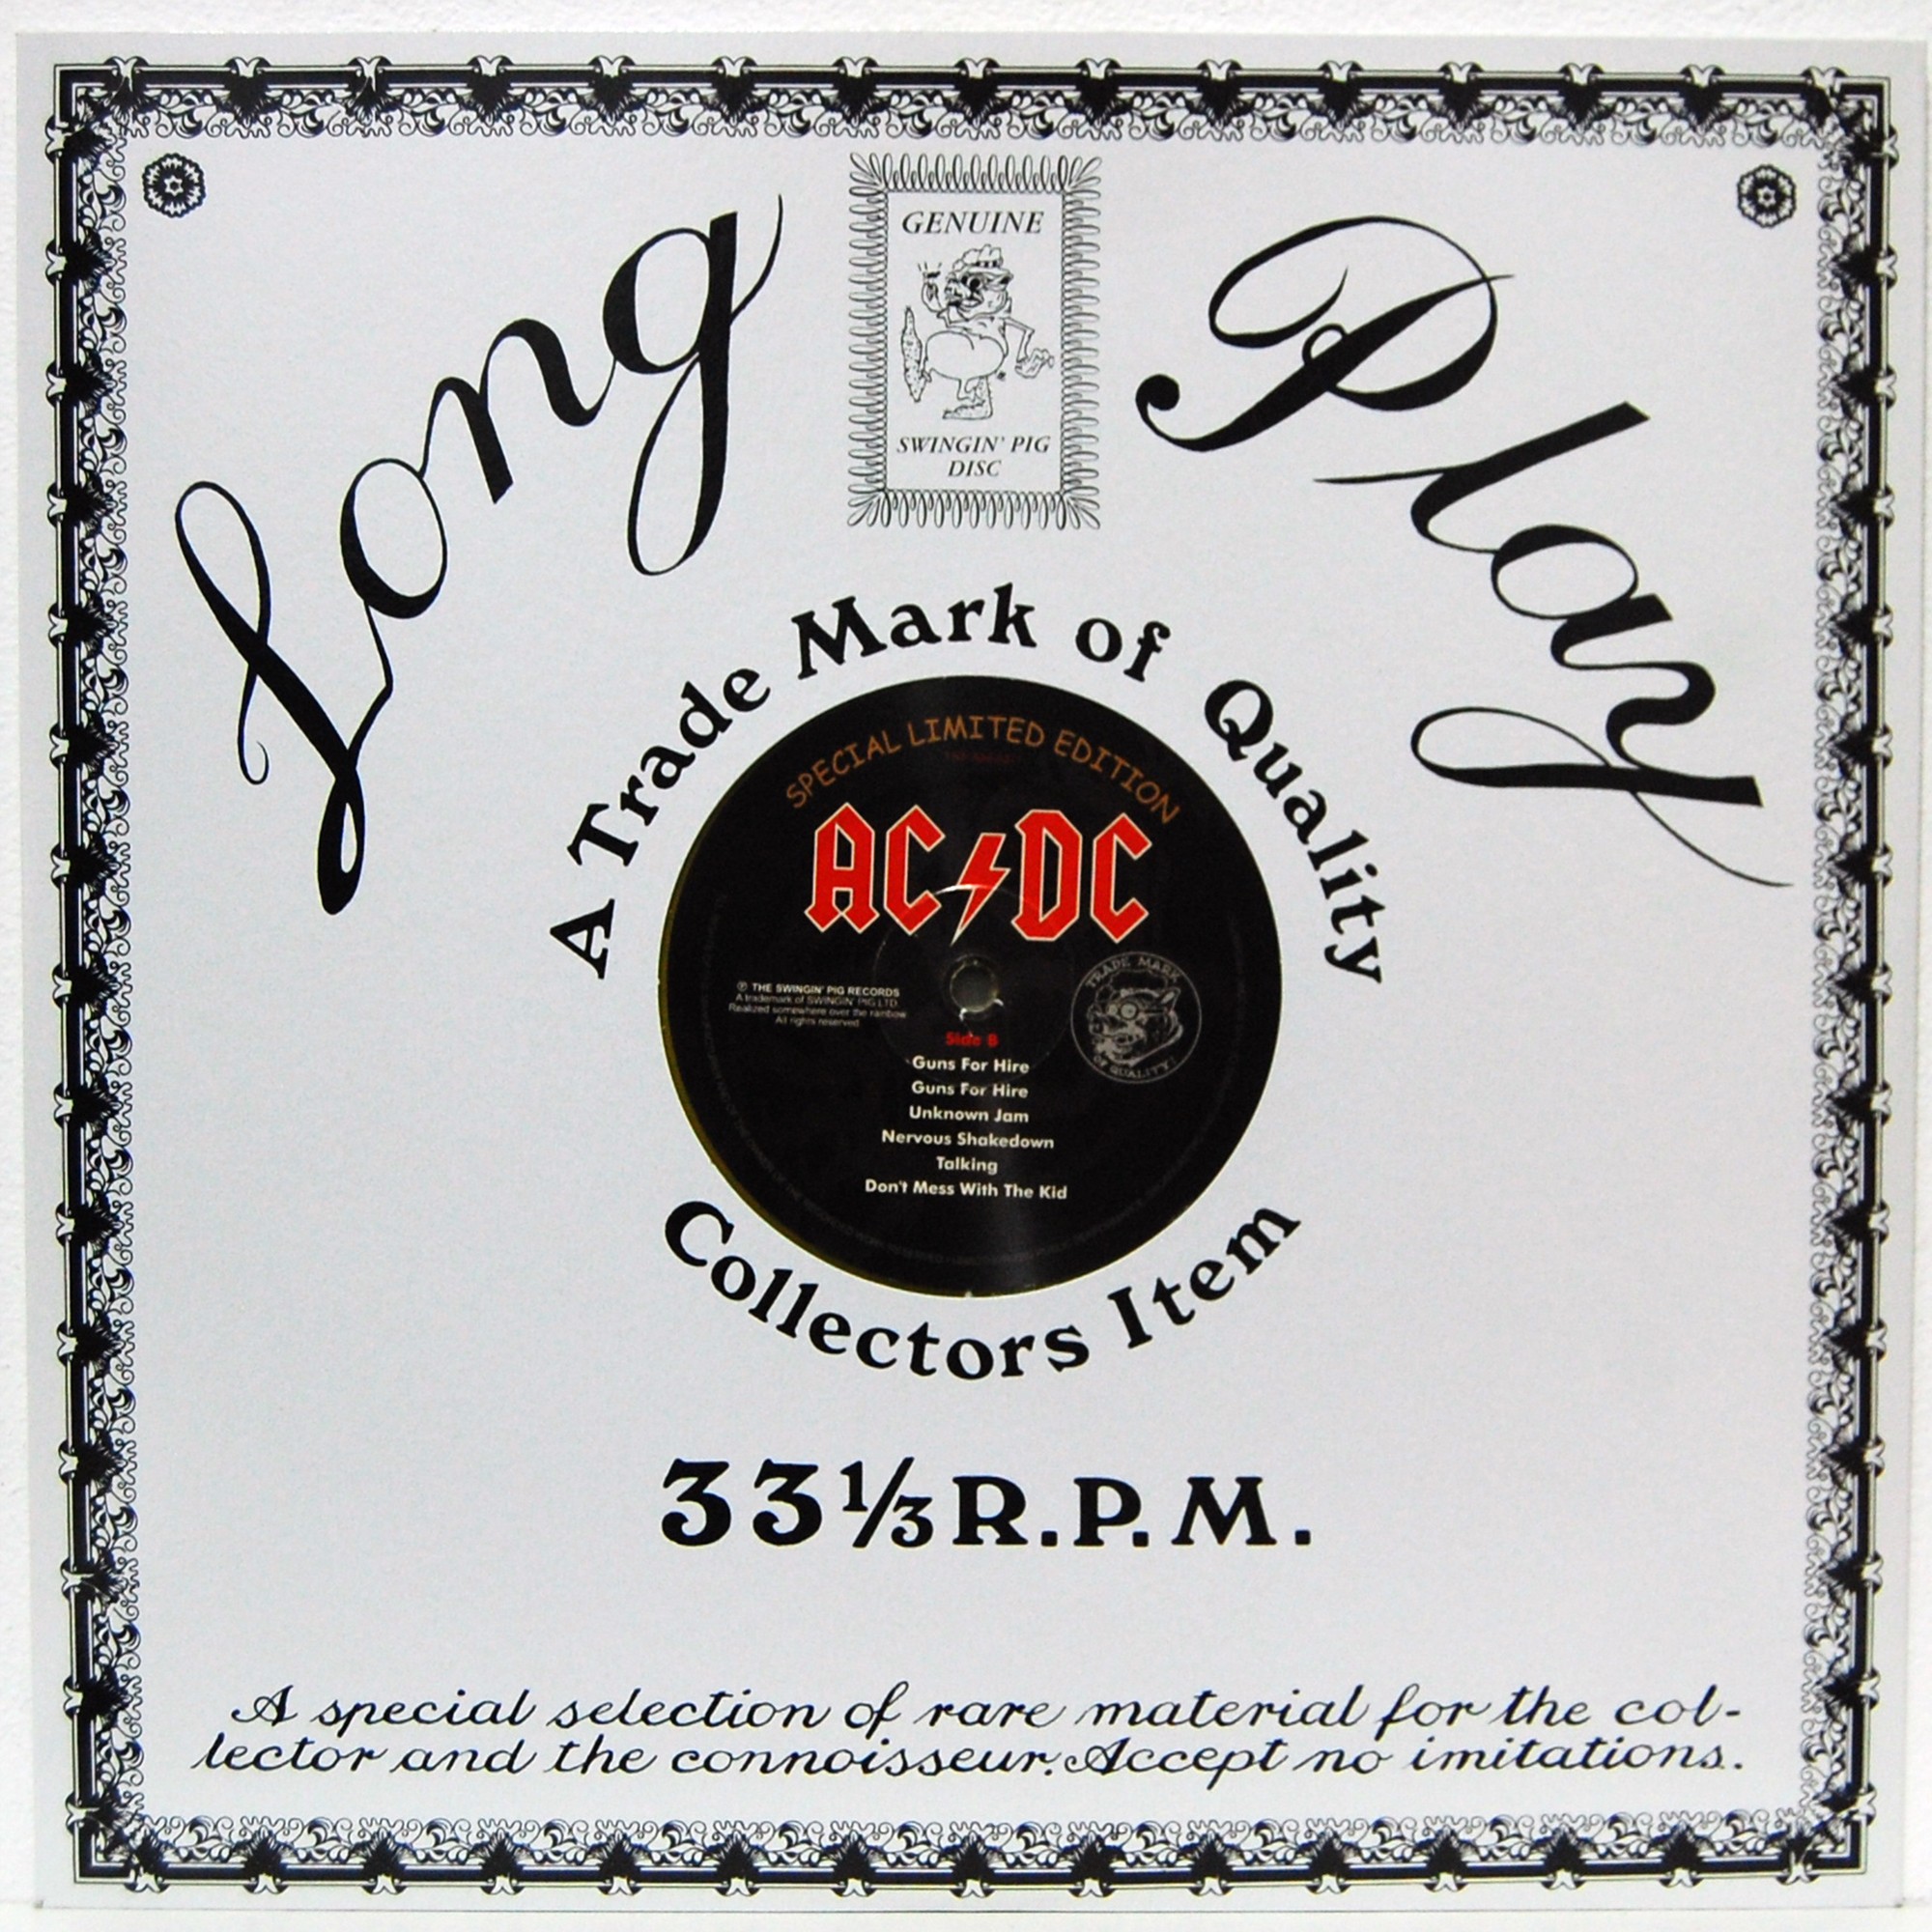 Long Play
GENUINE
SWINGIN' PIG
DISC
A Trade Mark of Quality
SPECIAL LIMITED EDITION
AC DC
℗ THE SWINGIN' PIG RECORDS
A trademark of SWINGIN' PIG LTD.
Realized somewhere over the rainbow
All rights reserved
TRADE MARK
OF QUALITY!
Side B
Guns For Hire
Guns For Hire
Unknown Jam
Nervous Shakedown
Talking
Don't Mess With The Kid
Collectors Item
33⅓ R.P.M.
A special selection of rare material for the col-
lector and the connoisseur. Accept no imitations.